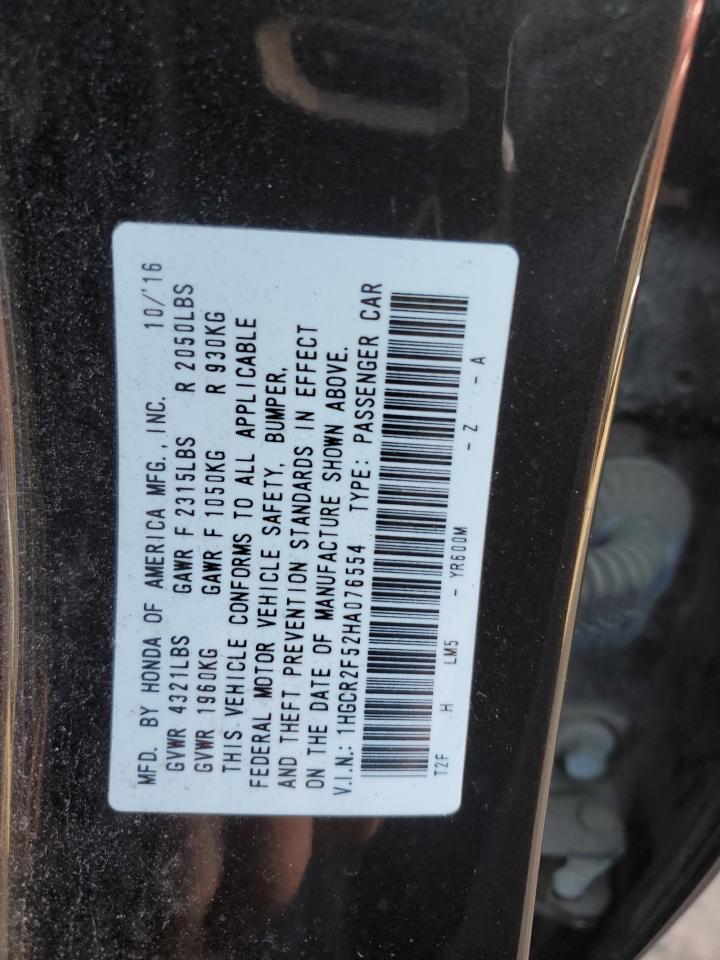 MFD. BY HONDA OF AMERICA MFG., INC. 10/'16
GVWR 4321LBS GAWR F 2315LBS R 2050LBS
GVWR 1960KG GAWR F 1050KG R 930KG
THIS VEHICLE CONFORMS TO ALL APPLICABLE
FEDERAL MOTOR VEHICLE SAFETY, BUMPER,
AND THEFT PREVENTION STANDARDS IN EFFECT
ON THE DATE OF MANUFACTURE SHOWN ABOVE.
V.I.N.: 1HGCR2F52HA076554 TYPE: PASSENGER CAR
T2F H LM5 - YR600M - Z - A